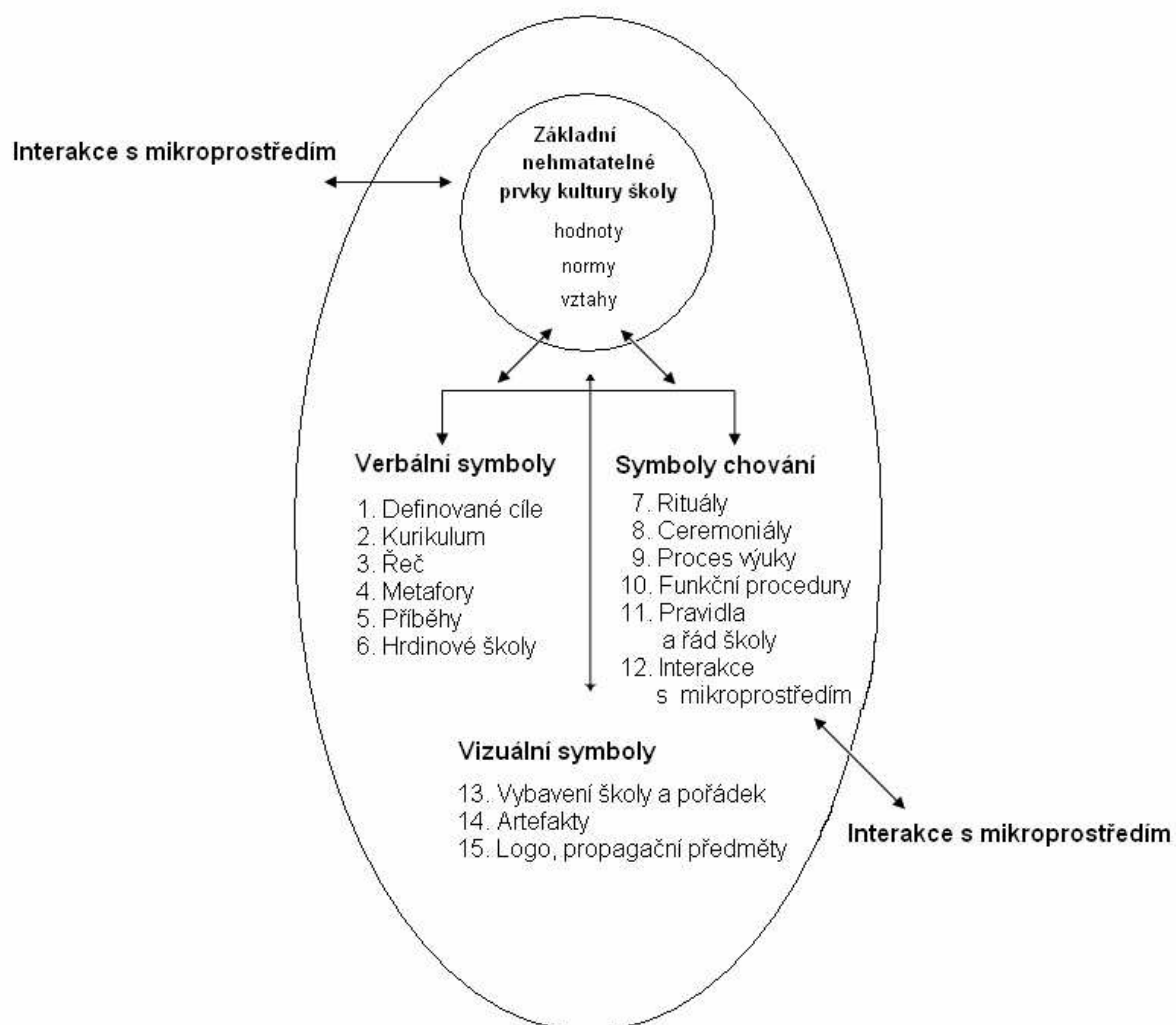 Interakce s mikroprostředím
Základní
nehmatatelné
prvky kultury školy
hodnoty
normy
vztahy
Verbální symboly
1. Definované cíle
2. Kurikulum
3. Řeč
4. Metafory
5. Příběhy
6. Hrdinové školy
Symboly chování
7. Rituály
8. Ceremoniály
9. Proces výuky
10. Funkční procedury
11. Pravidla
a řád školy
12. Interakce
s mikroprostředím
Vizuální symboly
13. Vybavení školy a pořádek
14. Artefakty
15. Logo, propagační předměty
Interakce s mikroprostředím